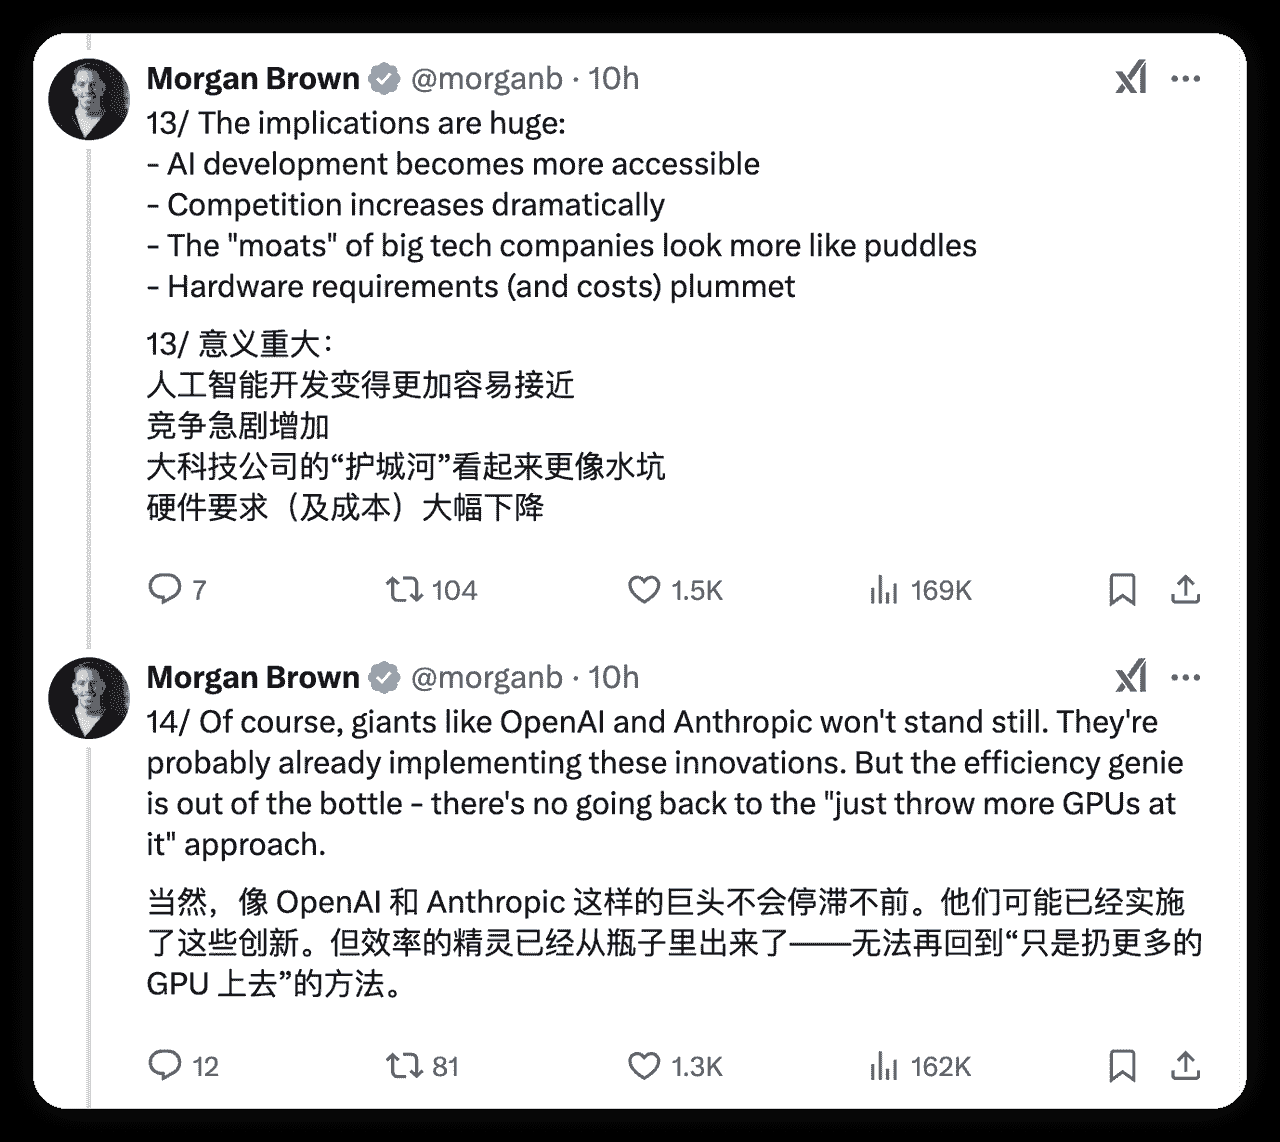 Morgan Brown @morganb · 10h
13/ The implications are huge:
- AI development becomes more accessible
- Competition increases dramatically
- The "moats" of big tech companies look more like puddles
- Hardware requirements (and costs) plummet
13/ 意义重大：
人工智能开发变得更加容易接近
竞争急剧增加
大科技公司的“护城河”看起来更像水坑
硬件要求（及成本）大幅下降
7 104 1.5K 169K
Morgan Brown @morganb · 10h
14/ Of course, giants like OpenAI and Anthropic won't stand still. They're
probably already implementing these innovations. But the efficiency genie
is out of the bottle - there's no going back to the "just throw more GPUs at
it" approach.
当然，像 OpenAI 和 Anthropic 这样的巨头不会停滞不前。他们可能已经实施
了这些创新。但效率的精灵已经从瓶子里出来了——无法再回到“只是扔更多的
GPU 上去”的方法。
12 81 1.3K 162K